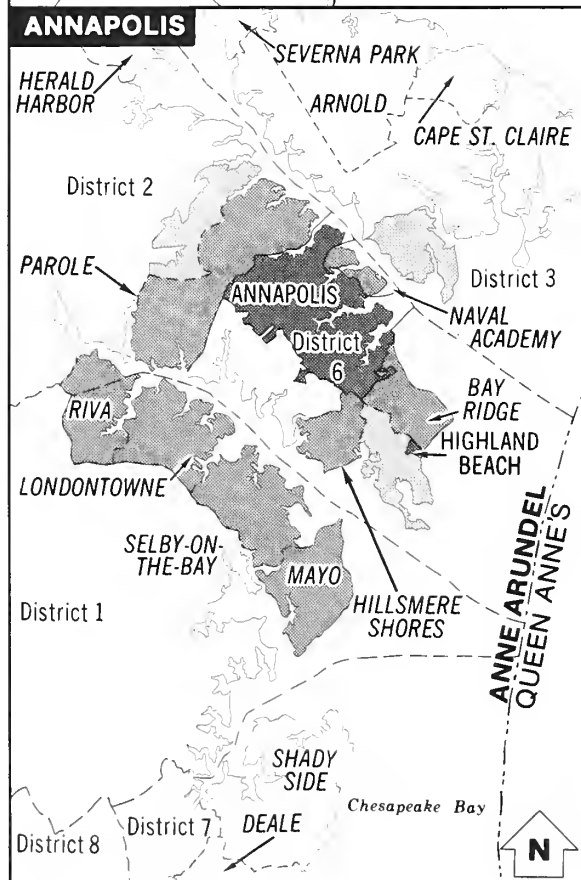 ANNAPOLIS
SEVERNA PARK
HERALD
HARBOR
ARNOLD
CAPE ST. CLAIRE
District 2
PAROLE
ANNAPOLIS
District 3
NAVAL
ACADEMY
District
6
RIVA
BAY
RIDGE
HIGHLAND
BEACH
LONDONTOWNE
SELBY-ON-
THE-BAY
MAYO
HILLSMERE
SHORES
District 1
ANNE ARUNDEL
QUEEN ANNE'S
SHADY
SIDE
Chesapeake Bay
District 8
District 7
DEALE
N